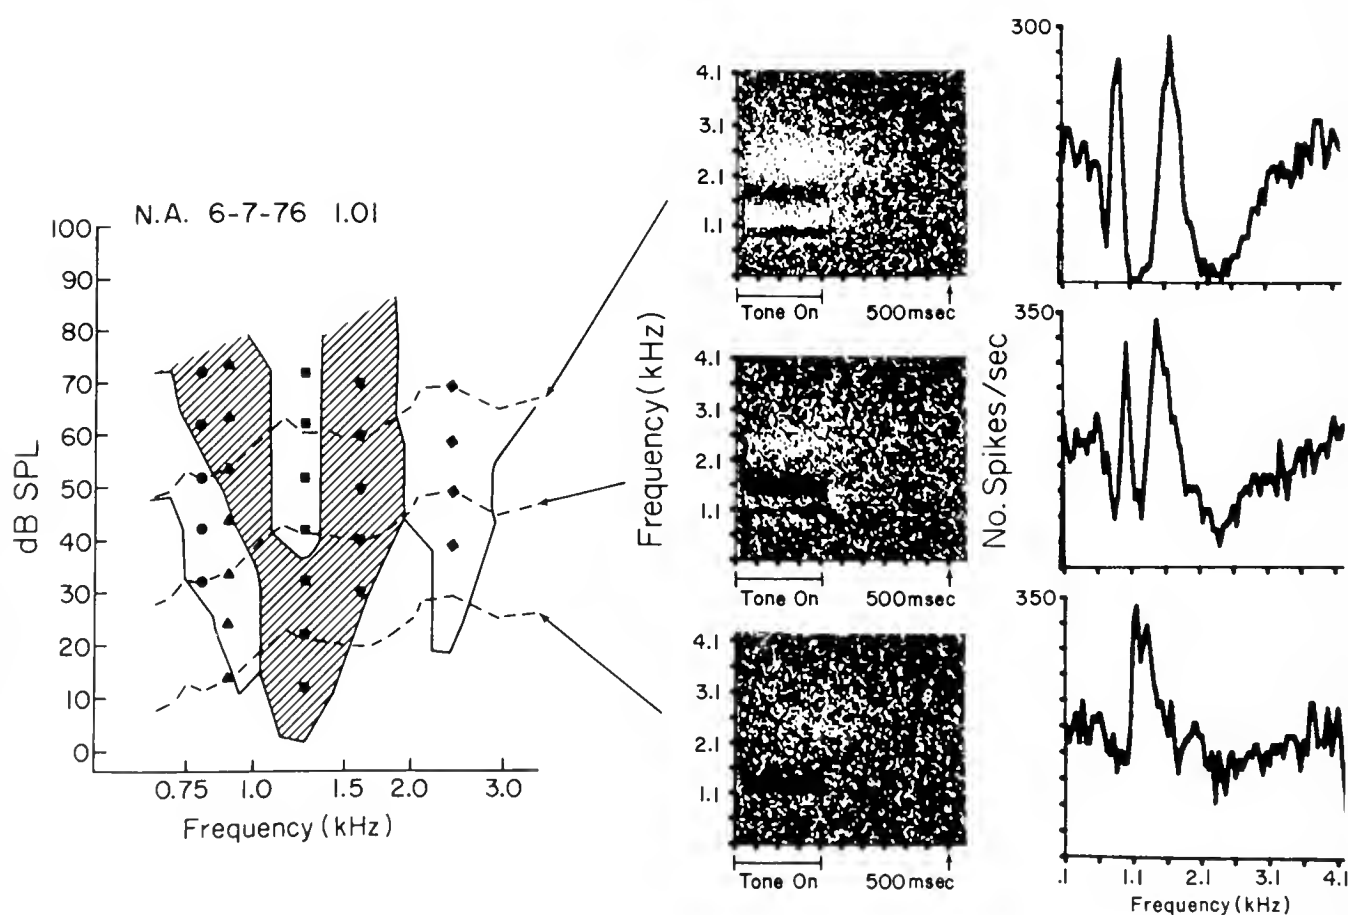 N.A. 6-7-76 1.01
100
90
80
70
60
50
40
30
20
10
0
dB SPL
0.75 1.0 1.5 2.0 3.0
Frequency (kHz)
Frequency (kHz)
4.1
3.1
2.1
1.1
Tone On 500msec
4.1
3.1
2.1
1.1
Tone On 500msec
4.1
3.1
2.1
1.1
Tone On 500msec
No. Spikes/sec
300
350
350
.1 1.1 2.1 3.1 4.1
Frequency (kHz)